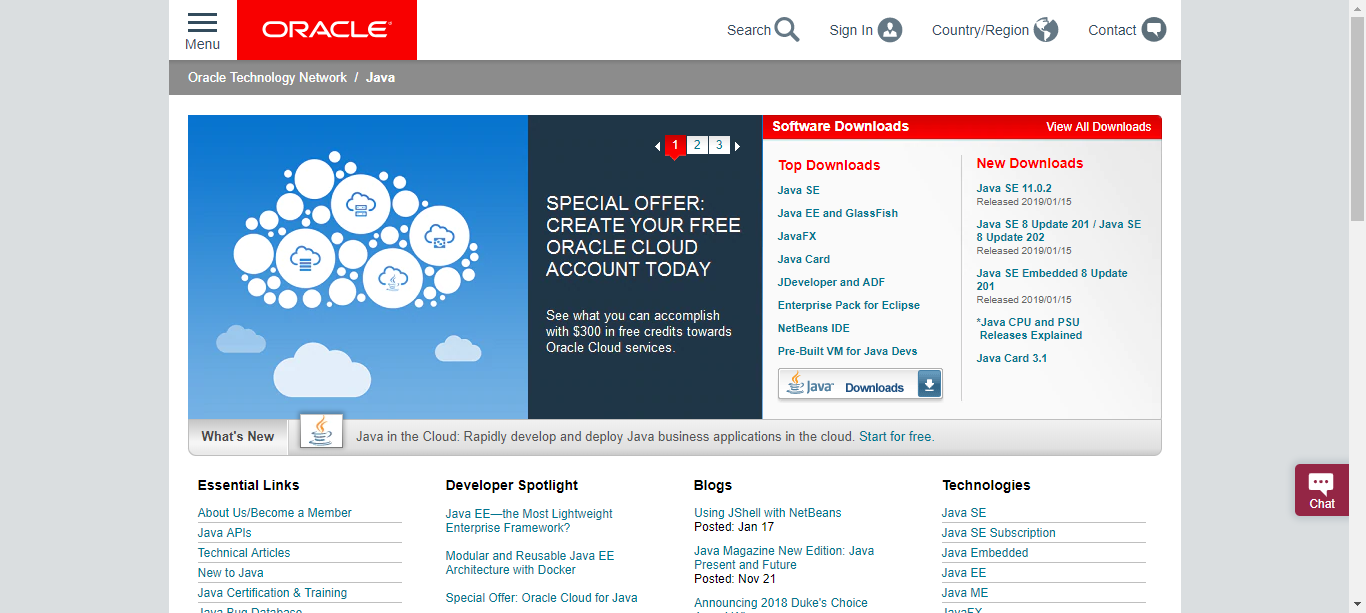 Menu
ORACLE
Search
Sign In
Country/Region
Contact
Oracle Technology Network / Java
1 2 3
SPECIAL OFFER:
CREATE YOUR FREE
ORACLE CLOUD
ACCOUNT TODAY
See what you can accomplish
with $300 in free credits towards
Oracle Cloud services.
Software Downloads
View All Downloads
Top Downloads
Java SE
Java EE and GlassFish
JavaFX
Java Card
JDeveloper and ADF
Enterprise Pack for Eclipse
NetBeans IDE
Pre-Built VM for Java Devs
Java Downloads
New Downloads
Java SE 11.0.2
Released 2019/01/15
Java SE 8 Update 201 / Java SE
8 Update 202
Released 2019/01/15
Java SE Embedded 8 Update
201
Released 2019/01/15
*Java CPU and PSU
Releases Explained
Java Card 3.1
What's New
Java in the Cloud: Rapidly develop and deploy Java business applications in the cloud. Start for free.
Essential Links
About Us/Become a Member
Java APIs
Technical Articles
New to Java
Java Certification & Training
Java Bug Database
Developer Spotlight
Java EE—the Most Lightweight
Enterprise Framework?
Modular and Reusable Java EE
Architecture with Docker
Special Offer: Oracle Cloud for Java
Blogs
Using JShell with NetBeans
Posted: Jan 17
Java Magazine New Edition: Java
Present and Future
Posted: Nov 21
Announcing 2018 Duke's Choice
Technologies
Java SE
Java SE Subscription
Java Embedded
Java EE
Java ME
JavaFX
Chat